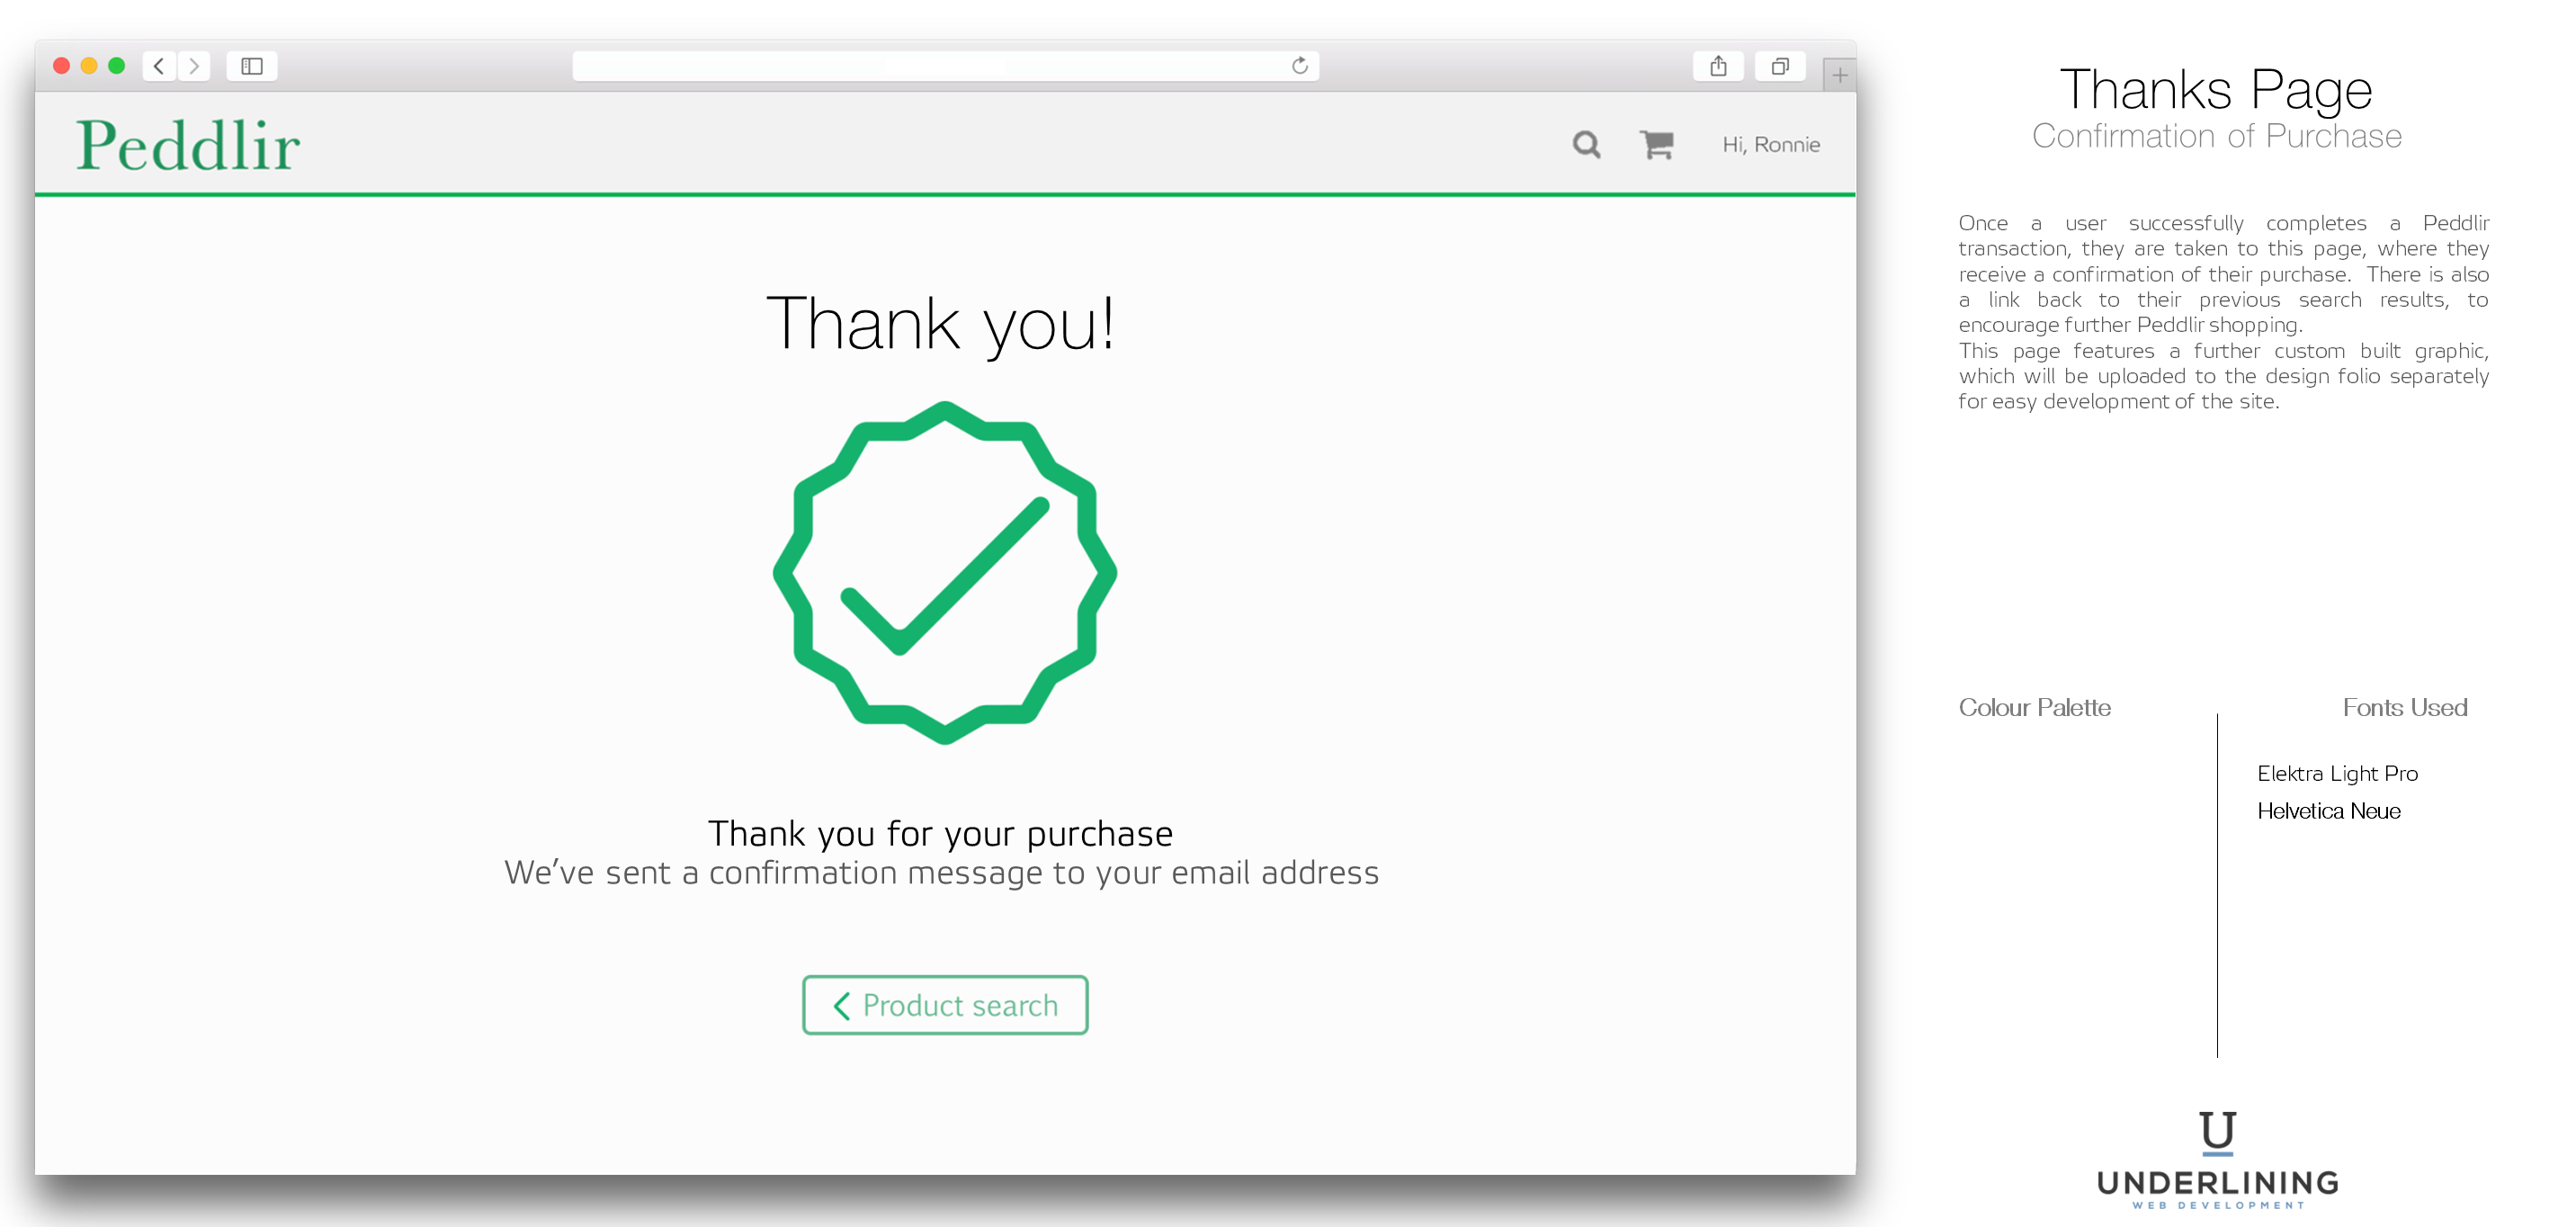 Peddlir
Hi, Ronnie
Thank you!
Thank you for your purchase
We’ve sent a confirmation message to your email address
Product search
Thanks Page
Confirmation of Purchase
Once a user successfully completes a Peddlir
transaction, they are taken to this page, where they
receive a confirmation of their purchase. There is also
a link back to their previous search results, to
encourage further Peddlir shopping.
This page features a further custom built graphic,
which will be uploaded to the design folio separately
for easy development of the site.
Colour Palette
Fonts Used
Elektra Light Pro
Helvetica Neue
U
UNDERLINING
WEB DEVELOPMENT